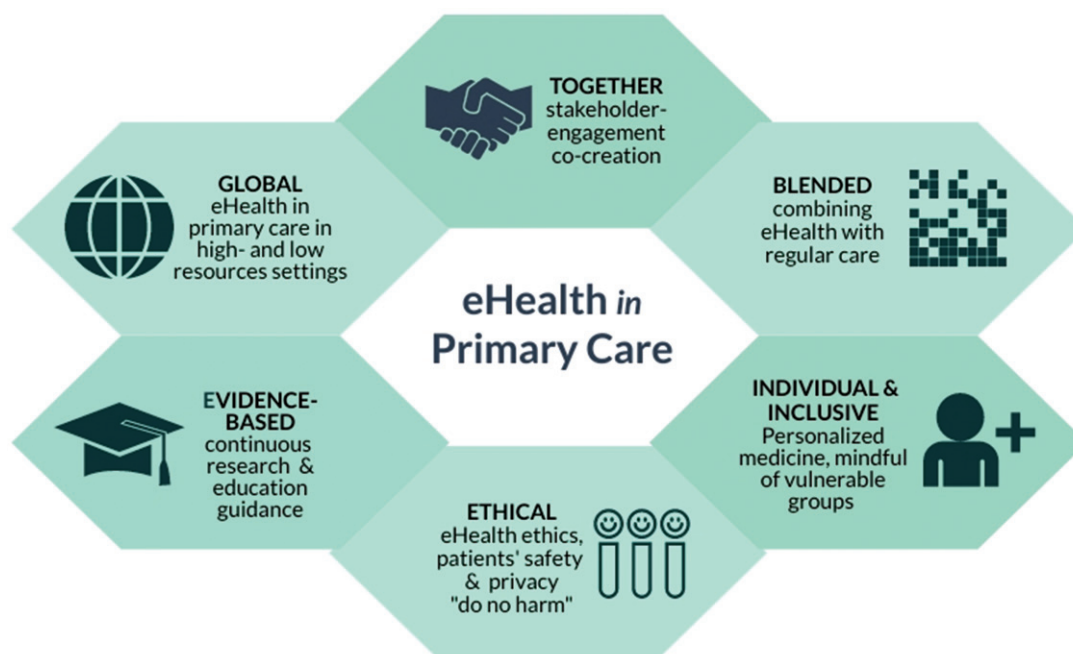 TOGETHER
stakeholder-
engagement
co-creation
GLOBAL
eHealth in
primary care in
high- and low
resources settings
BLENDED
combining
eHealth with
regular care
eHealth in
Primary Care
EVIDENCE-
BASED
continuous
research & 
education
guidance
INDIVIDUAL &
INCLUSIVE
Personalized
medicine, mindful
of vulnerable
groups
ETHICAL
eHealth ethics,
patients' safety
& privacy
"do no harm"